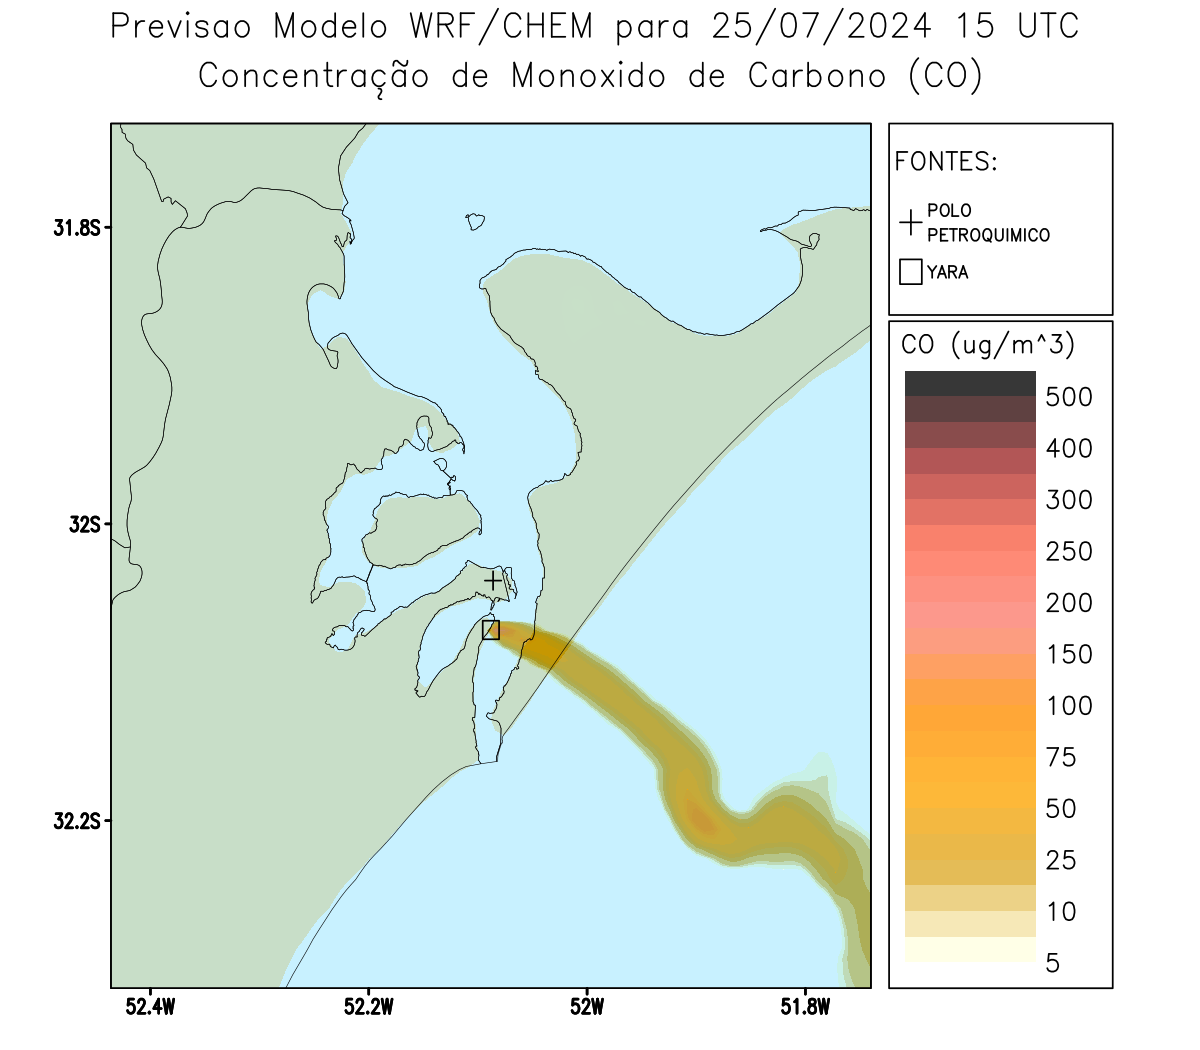 Previsao Modelo WRF/CHEM para 25/07/2024 15 UTC
Concentração de Monoxido de Carbono (CO)
FONTES:
POLO
PETROQUIMICO
YARA
CO (ug/m^3)
500
400
300
250
200
150
100
75
50
25
10
5
31.8S
32S
32.2S
52.4W
52.2W
52W
51.8W